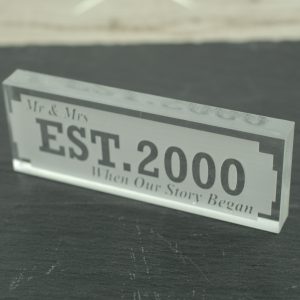 Mr & Mrs
EST.2000
When Our Story Began